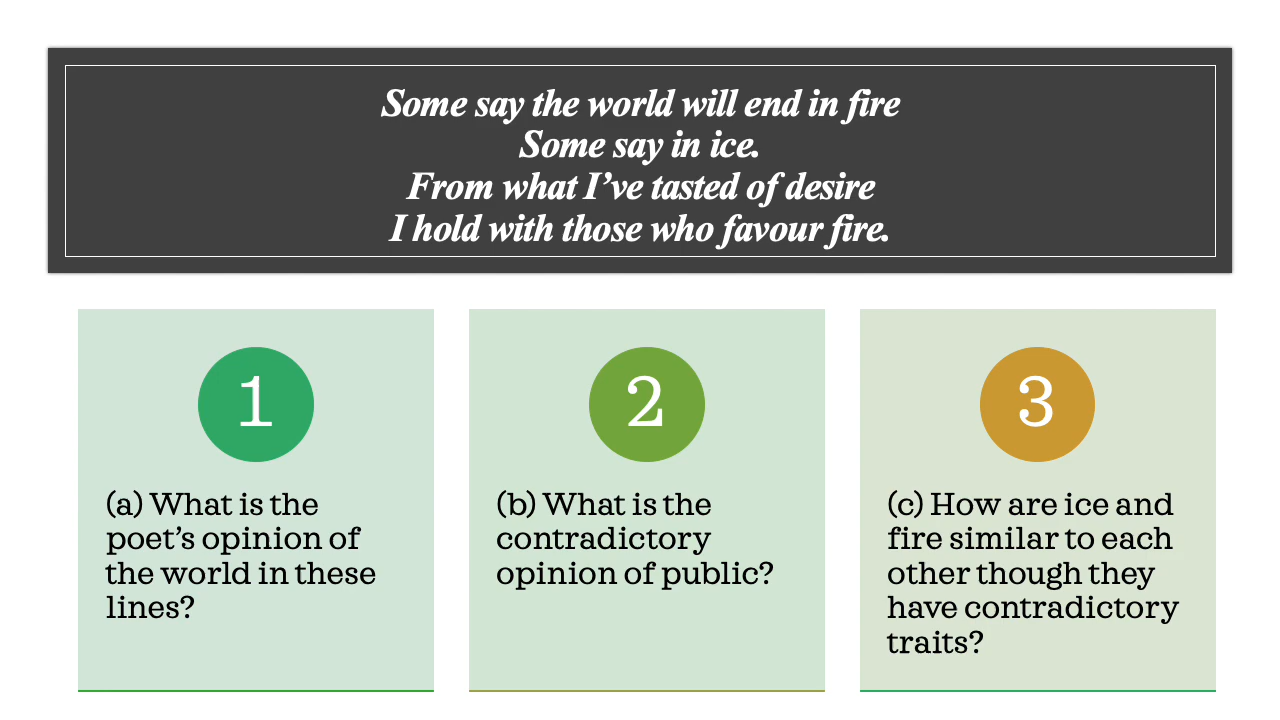 Some say the world will end in fire
Some say in ice.
From what I’ve tasted of desire
I hold with those who favour fire.
1
(a) What is the
poet’s opinion of
the world in these
lines?
2
(b) What is the
contradictory
opinion of public?
3
(c) How are ice and
fire similar to each
other though they
have contradictory
traits?